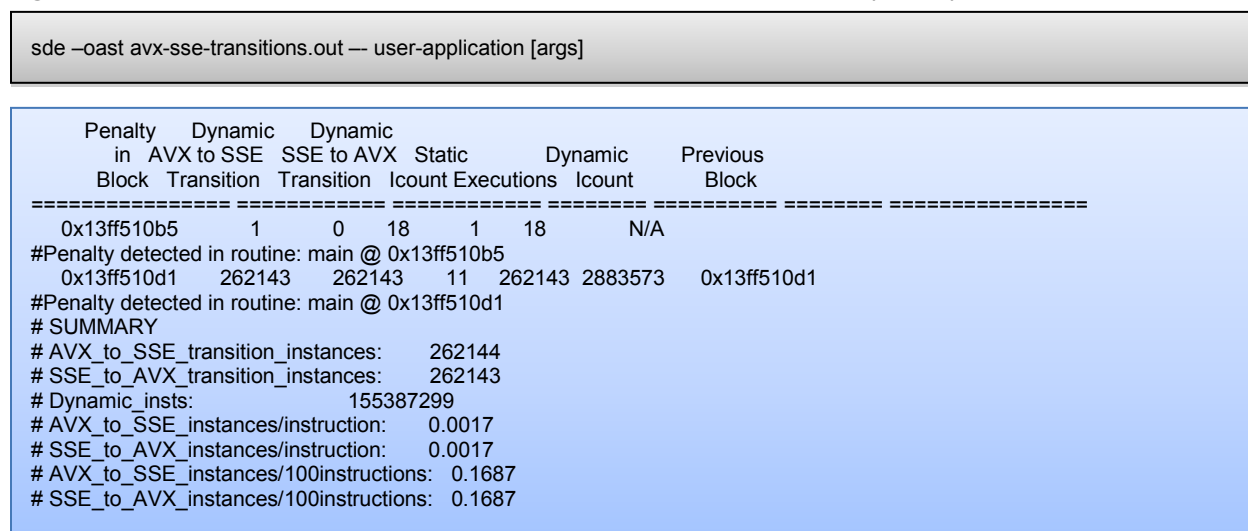 sde –oast avx-sse-transitions.out –- user-application [args]
Penalty Dynamic Dynamic
in AVX to SSE SSE to AVX Static Dynamic Previous
Block Transition Transition Icount Executions Icount Block
================ ============ ============ ======== ========== ======== ================
0x13ff510b5 1 0 18 1 18 N/A
#Penalty detected in routine: main @ 0x13ff510b5
0x13ff510d1 262143 262143 11 262143 2883573 0x13ff510d1
#Penalty detected in routine: main @ 0x13ff510d1
# SUMMARY
# AVX_to_SSE_transition_instances: 262144
# SSE_to_AVX_transition_instances: 262143
# Dynamic_insts: 155387299
# AVX_to_SSE_instances/instruction: 0.0017
# SSE_to_AVX_instances/instruction: 0.0017
# AVX_to_SSE_instances/100instructions: 0.1687
# SSE_to_AVX_instances/100instructions: 0.1687